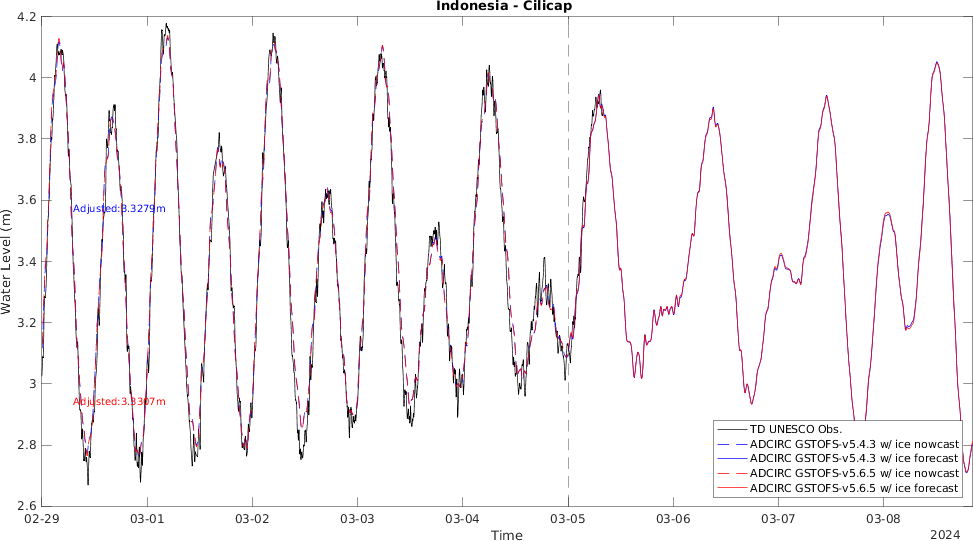 Indonesia - Cilicap
Water Level (m)
4.2
4
3.8
3.6
3.4
3.2
3
2.8
2.6
Adjusted:3.3279m
Adjusted:3.3307m
TD UNESCO Obs.
ADCIRC GSTOFS-v5.4.3 w/ ice nowcast
ADCIRC GSTOFS-v5.4.3 w/ ice forecast
ADCIRC GSTOFS-v5.6.5 w/ ice nowcast
ADCIRC GSTOFS-v5.6.5 w/ ice forecast
02-29 03-01 03-02 03-03 03-04 03-05 03-06 03-07 03-08
Time
2024